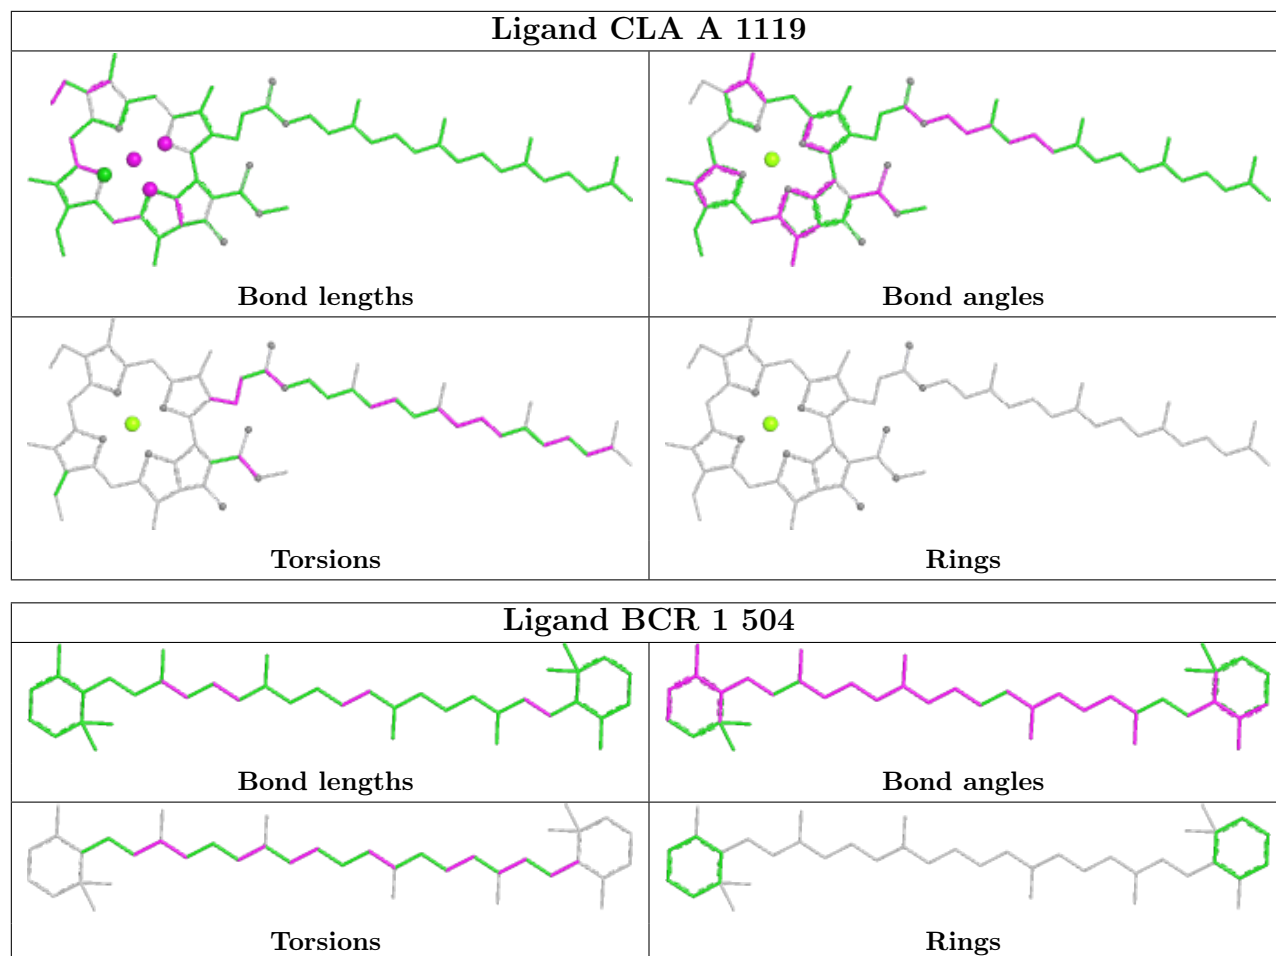 Ligand CLA A 1119
Bond lengths
Bond angles
Torsions
Rings
Ligand BCR 1 504
Bond lengths
Bond angles
Torsions
Rings